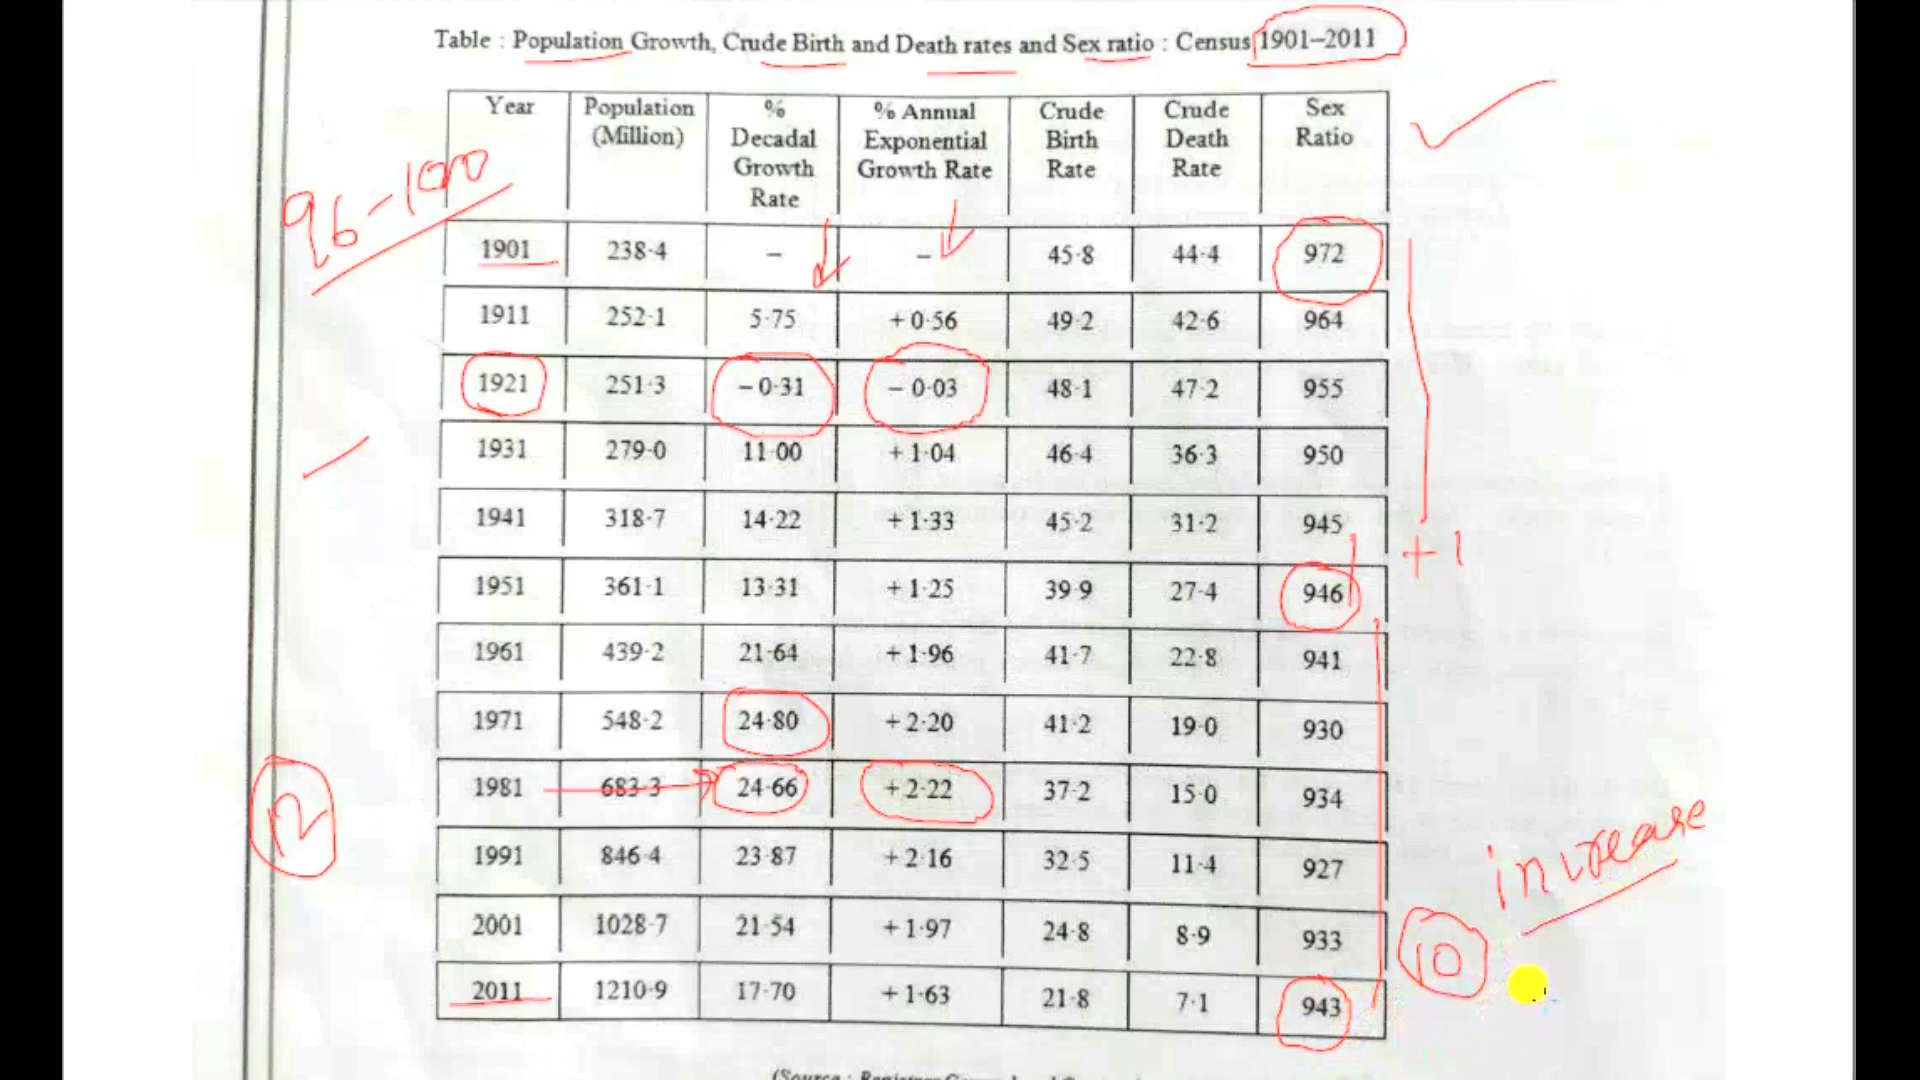 Table : Population Growth, Crude Birth and Death rates and Sex ratio : Census 1901–2011
Year Population (Million) % Decadal Growth Rate % Annual Exponential Growth Rate Crude Birth Rate Crude Death Rate Sex Ratio
96-100
1901 238·4 – – 45·8 44·4 972
1911 252·1 5·75 +0·56 49·2 42·6 964
1921 251·3 –0·31 –0·03 48·1 47·2 955
1931 279·0 11·00 +1·04 46·4 36·3 950
1941 318·7 14·22 +1·33 45·2 31·2 945
+1
1951 361·1 13·31 +1·25 39·9 27·4 946
1961 439·2 21·64 +1·96 41·7 22·8 941
1971 548·2 24·80 +2·20 41·2 19·0 930
1981 683·3 24·66 +2·22 37·2 15·0 934
2
1991 846·4 23·87 +2·16 32·5 11·4 927
increase
2001 1028·7 21·54 +1·97 24·8 8·9 933
10
2011 1210·9 17·70 +1·63 21·8 7·1 943
(Source :